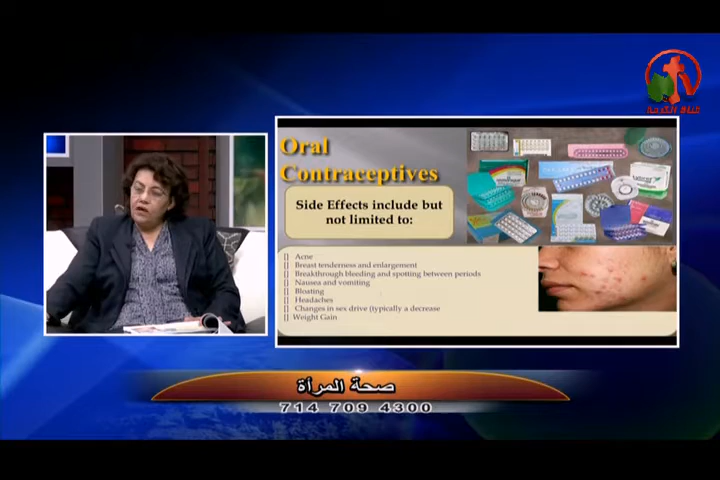 قناة الكرمة
Oral
Contraceptives
Side Effects include but
not limited to:
[] Acne
[] Breast tenderness and enlargement
[] Breakthrough bleeding and spotting between periods
[] Nausea and vomiting
[] Bloating
[] Headaches
[] Changes in sex drive (typically a decrease
[] Weight Gain
صحة المرأة
714 709 4300